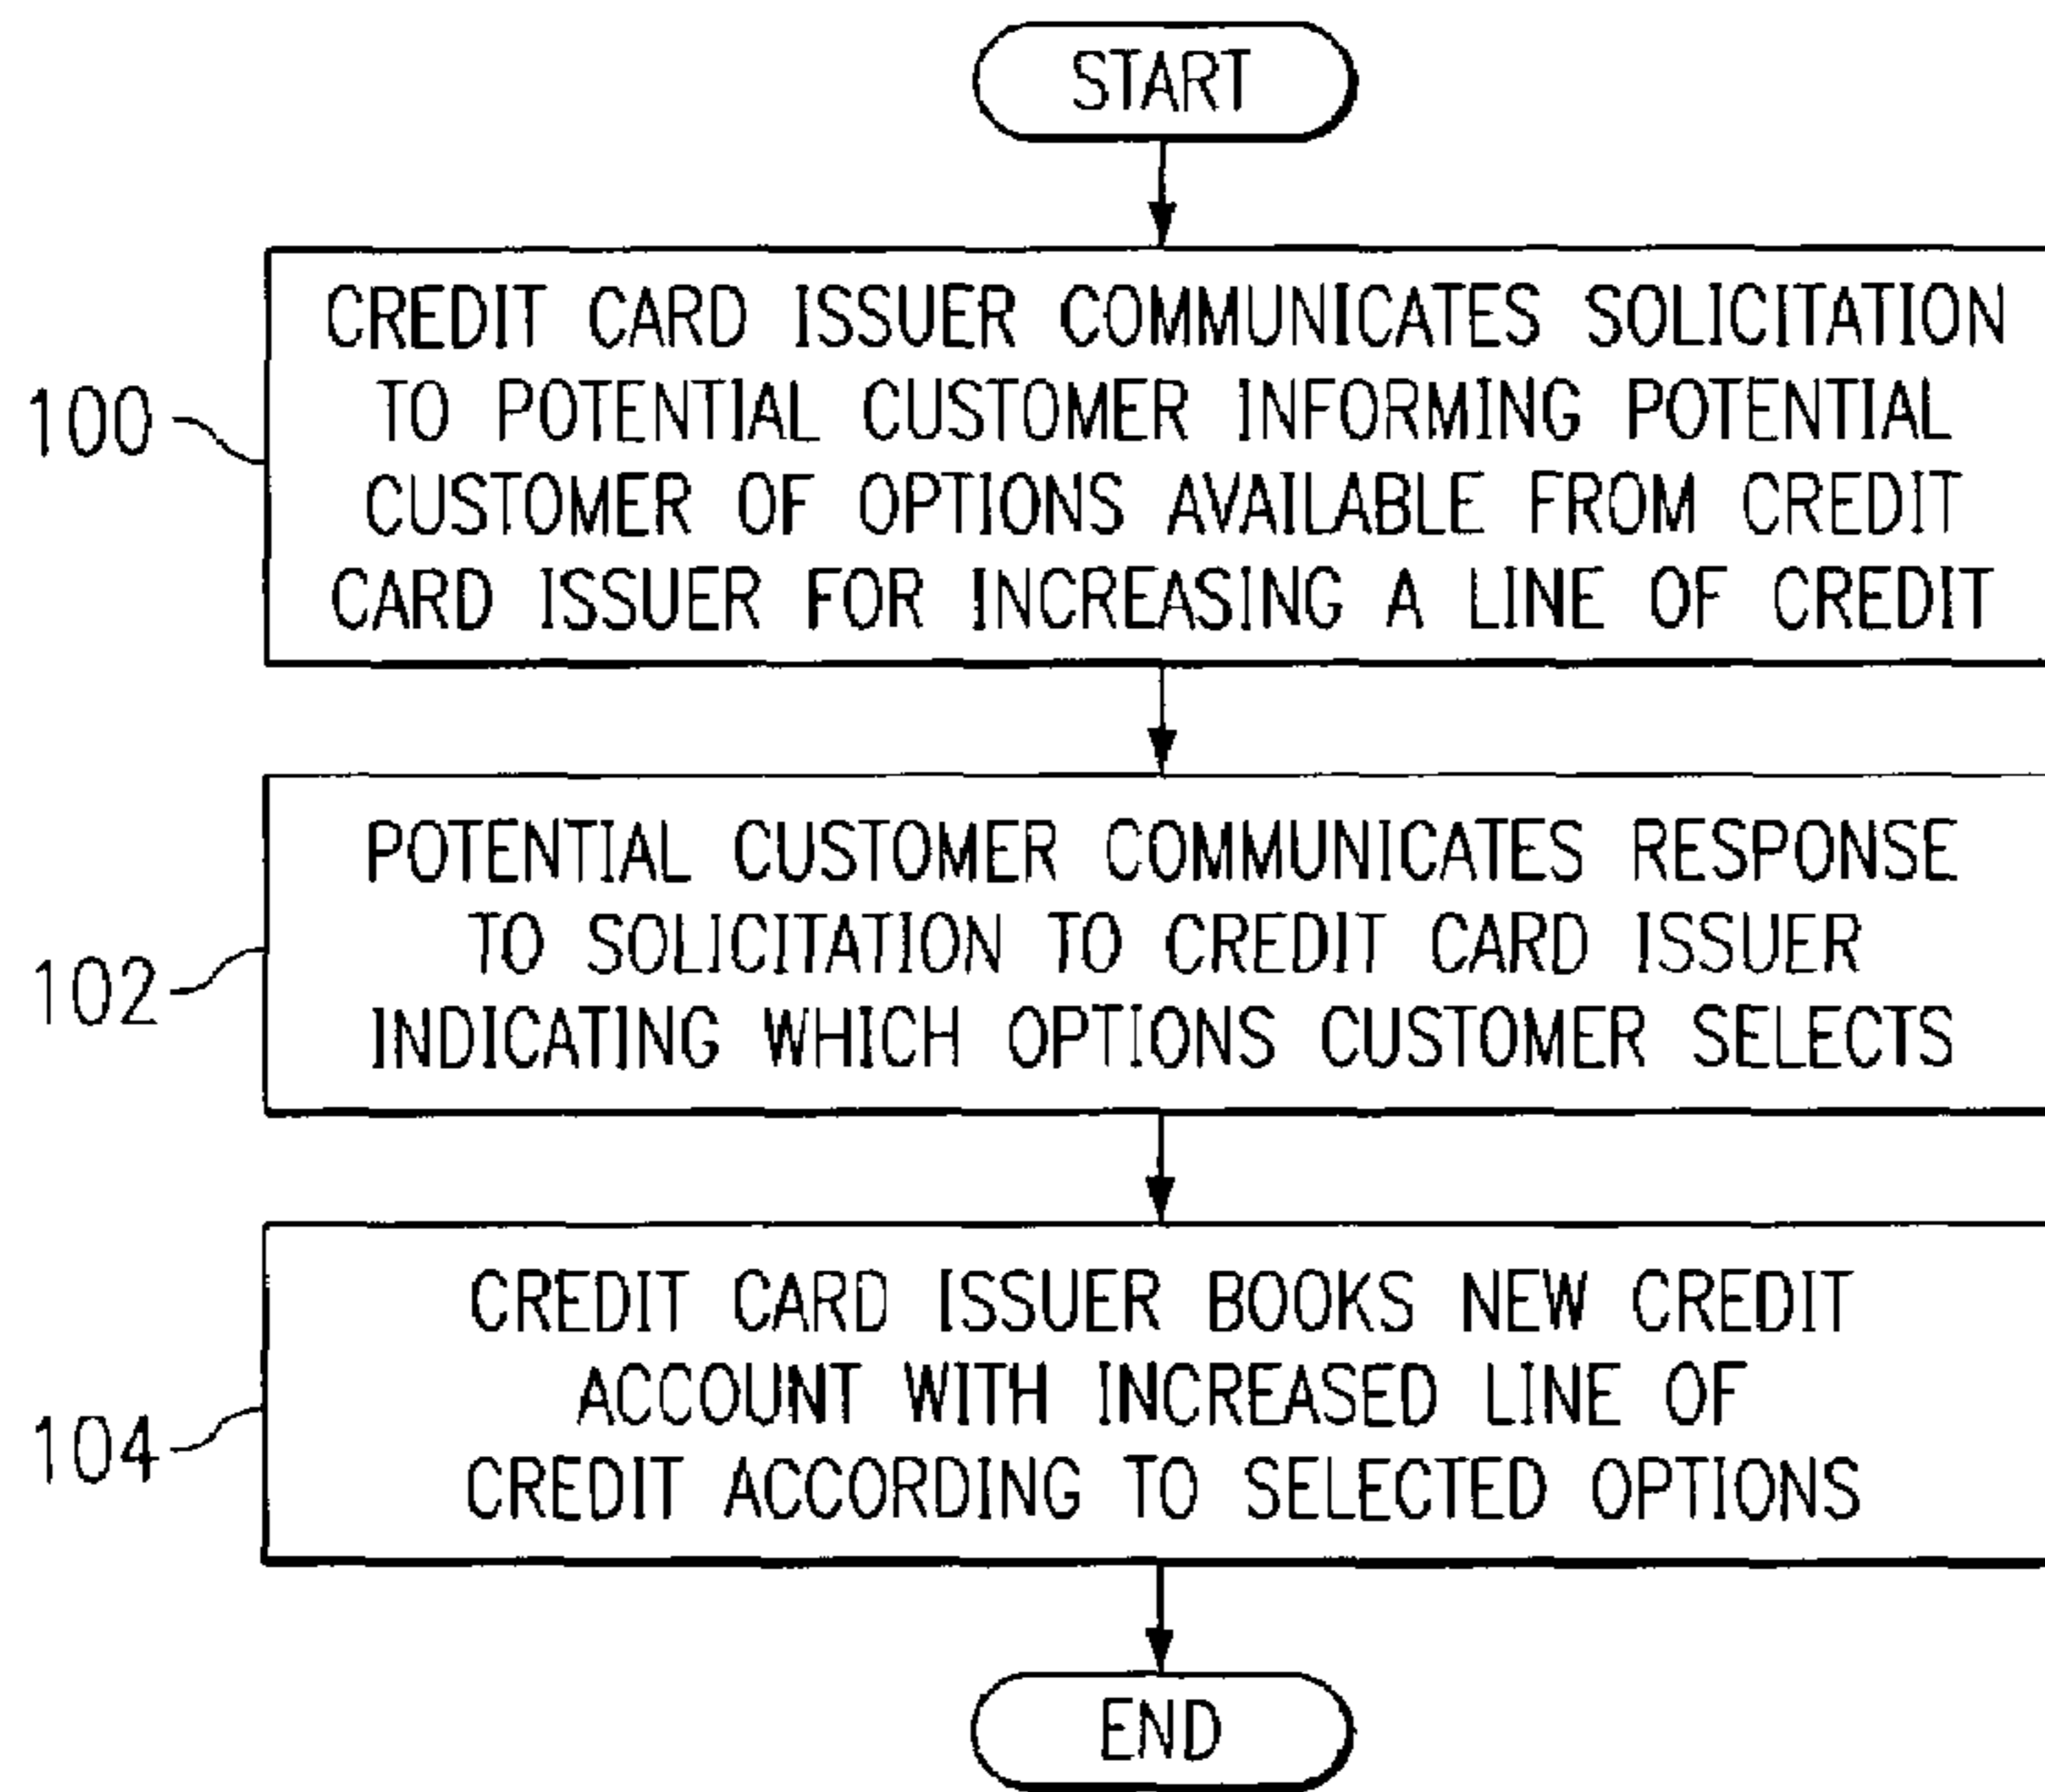 START
CREDIT CARD ISSUER COMMUNICATES SOLICITATION
TO POTENTIAL CUSTOMER INFORMING POTENTIAL
CUSTOMER OF OPTIONS AVAILABLE FROM CREDIT
CARD ISSUER FOR INCREASING A LINE OF CREDIT
100
POTENTIAL CUSTOMER COMMUNICATES RESPONSE
TO SOLICITATION TO CREDIT CARD ISSUER
INDICATING WHICH OPTIONS CUSTOMER SELECTS
102
CREDIT CARD ISSUER BOOKS NEW CREDIT
ACCOUNT WITH INCREASED LINE OF
CREDIT ACCORDING TO SELECTED OPTIONS
104
END